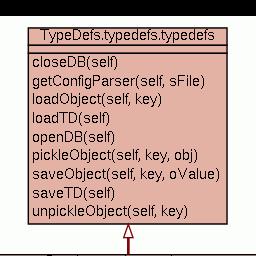 TypeDefs.typedefs.typedefs
closeDB(self)
getConfigParser(self, sFile)
loadObject(self, key)
loadTD(self)
openDB(self)
pickleObject(self, key, obj)
saveObject(self, key, oValue)
saveTD(self)
unpickleObject(self, key)